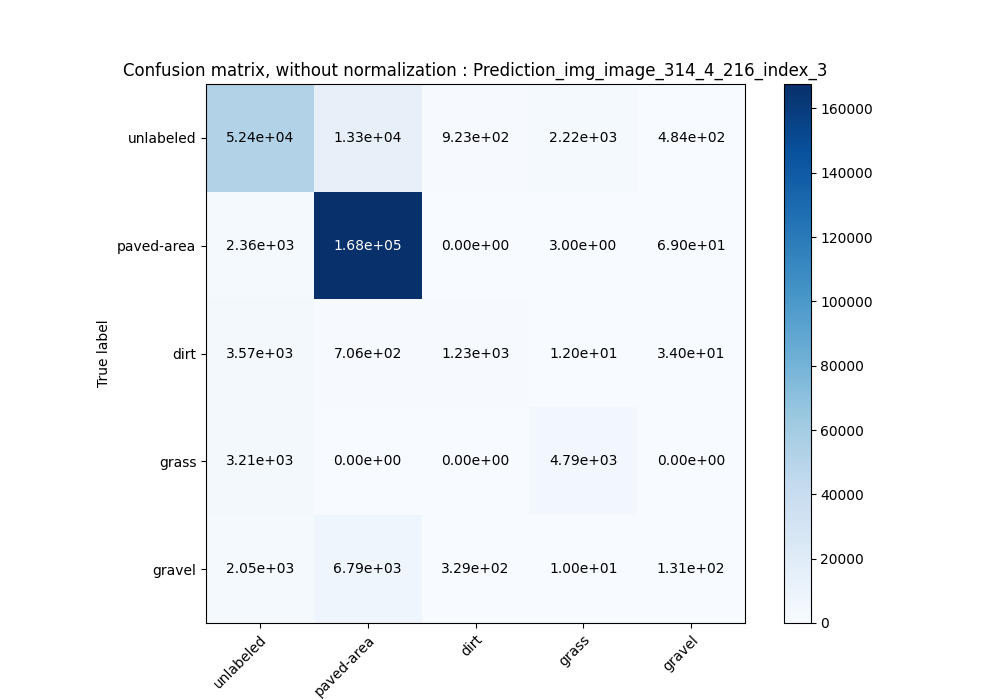 Confusion matrix, without normalization : Prediction_img_image_314_4_216_index_3
unlabeled 5.24e+04 1.33e+04 9.23e+02 2.22e+03 4.84e+02
paved-area 2.36e+03 1.68e+05 0.00e+00 3.00e+00 6.90e+01
dirt 3.57e+03 7.06e+02 1.23e+03 1.20e+01 3.40e+01
grass 3.21e+03 0.00e+00 0.00e+00 4.79e+03 0.00e+00
gravel 2.05e+03 6.79e+03 3.29e+02 1.00e+01 1.31e+02
True label
unlabeled paved-area dirt grass gravel
160000
140000
120000
100000
80000
60000
40000
20000
0